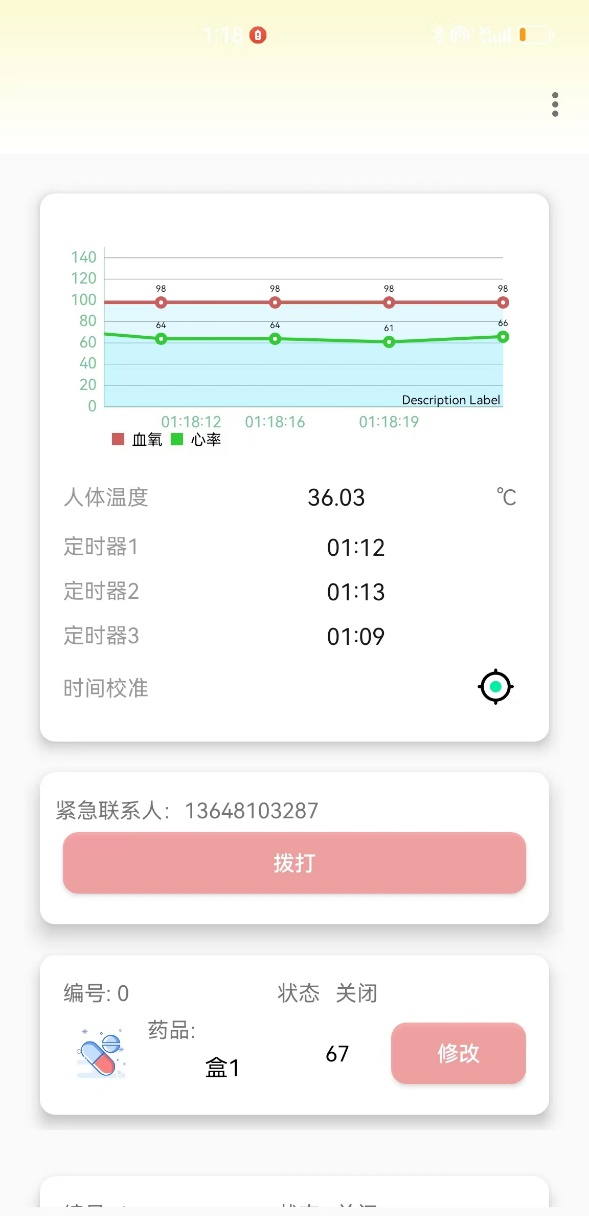 1:18
140
120
100
80
60
40
20
0
98 98 98 98
64 64 61 66
Description Label
01:18:12 01:18:16 01:18:19
血氧 心率
人体温度 36.03 ℃
定时器1 01:12
定时器2 01:13
定时器3 01:09
时间校准
紧急联系人: 13648103287
拨打
编号: 0 状态 关闭
药品:
盒1 67 修改